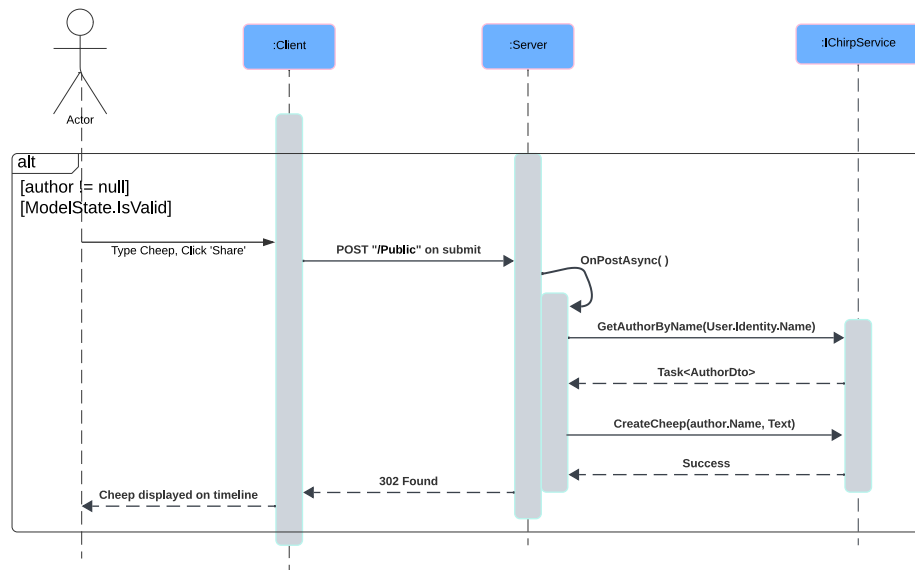 :Client
:Server
:IChirpService
Actor
alt
[author != null]
[ModelState.IsValid]
Type Cheep, Click 'Share'
POST "/Public" on submit
OnPostAsync( )
GetAuthorByName(User.Identity.Name)
Task<AuthorDto>
CreateCheep(author.Name, Text)
Success
302 Found
Cheep displayed on timeline